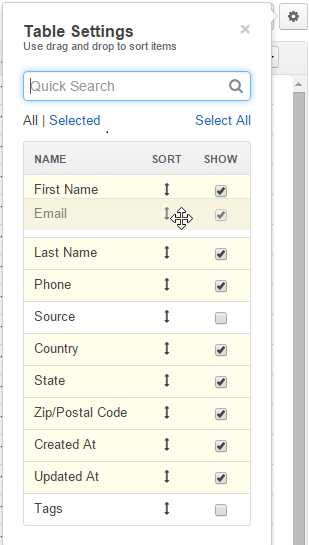 Table Settings
Use drag and drop to sort items
Quick Search
All | Selected
Select All
NAME SORT SHOW
First Name
Email
Last Name
Phone
Source
Country
State
Zip/Postal Code
Created At
Updated At
Tags